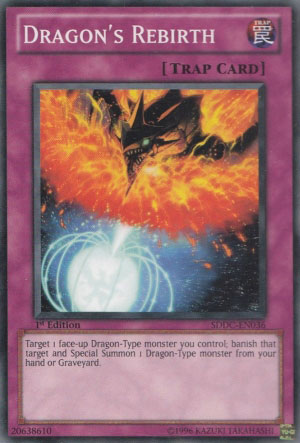 DRAGON'S REBIRTH
TRAP
罠
[TRAP CARD]
1st Edition
SDDC-EN036
Target 1 face-up Dragon-Type monster you control; banish that
target and Special Summon 1 Dragon-Type monster from your
hand or Graveyard.
20638610
©1996 KAZUKI TAKAHASHI